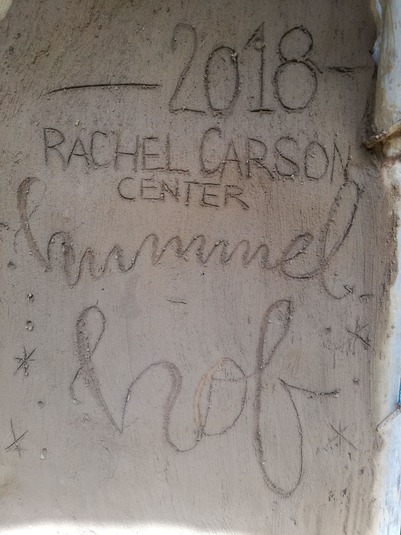 2018
RACHEL CARSON
CENTER
hummel
hof